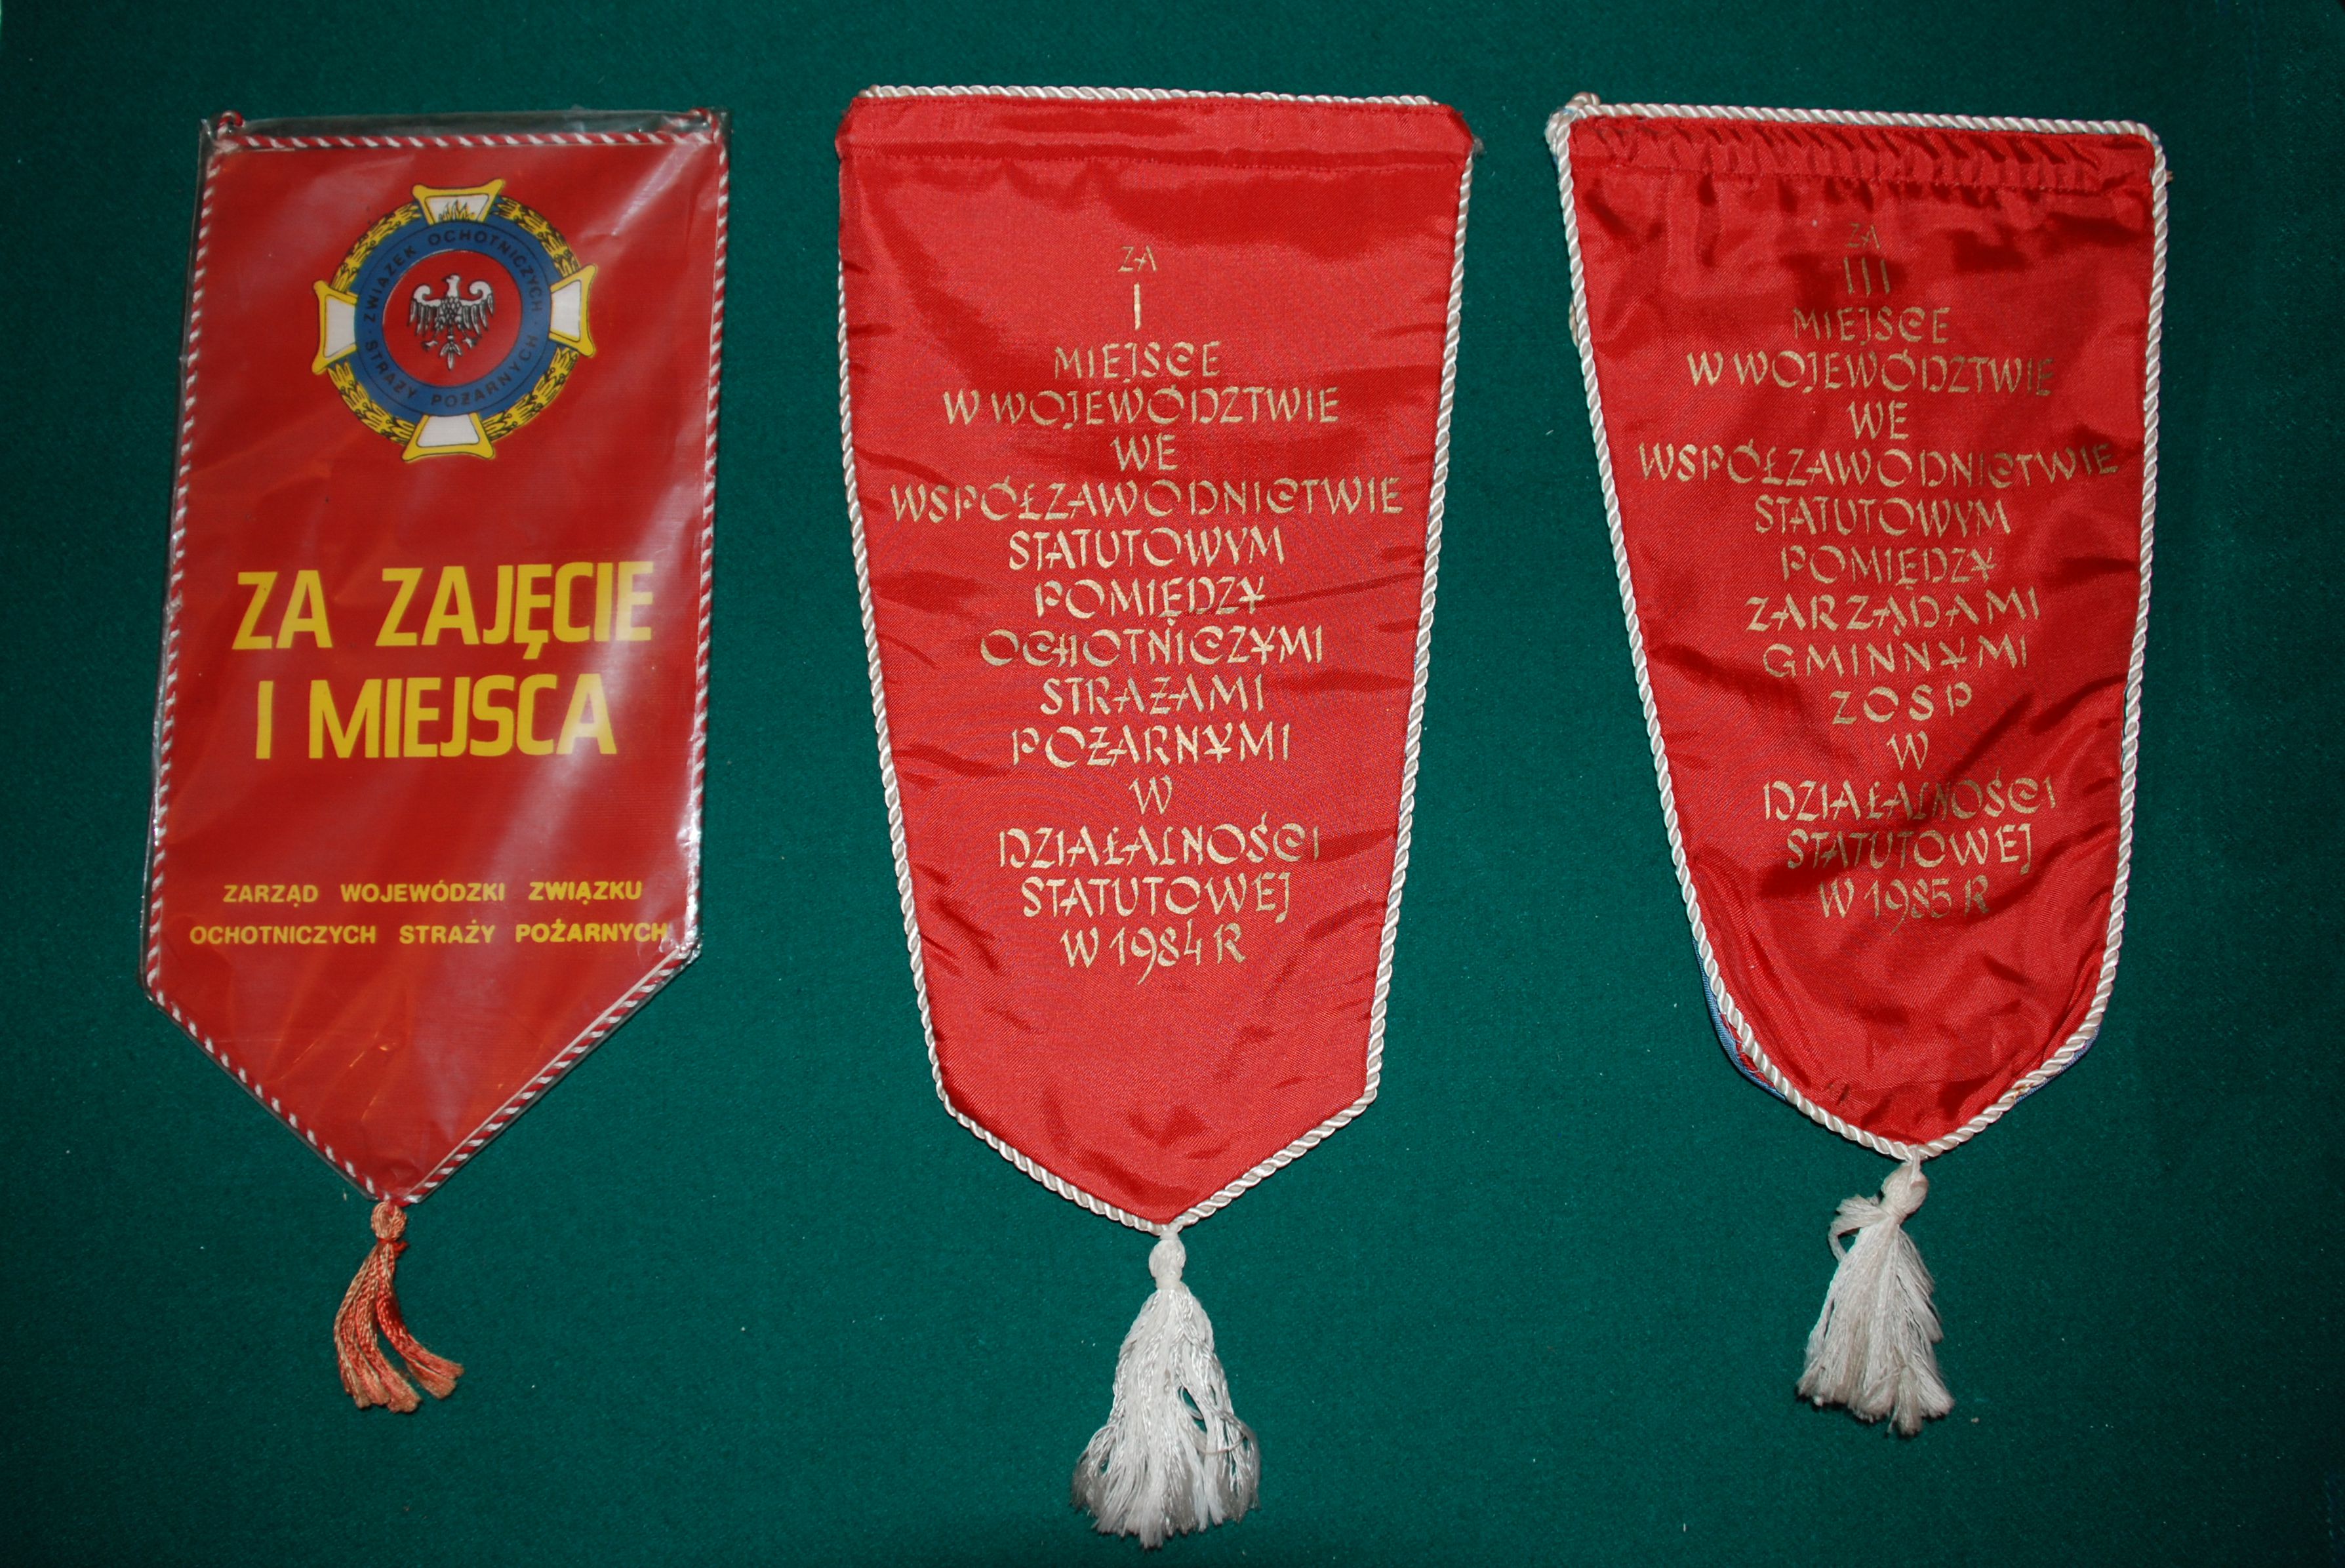 ZWIĄZEK OCHOTNICZYCH
STRAŻY POŻARNYCH
ZA ZAJĘCIE
I MIEJSCA
ZARZĄD WOJEWÓDZKI ZWIĄZKU
OCHOTNICZYCH STRAŻY POŻARNYCH
ZA
I
MIEJSCE
W WOJEWÓDZTWIE
WE
WSPÓŁZAWODNICTWIE
STATUTOWYM
POMIĘDZY
OCHOTNICZYMI
STRAŻAMI
POŻARNYMI
W
DZIAŁALNOŚCI
STATUTOWEJ
W 1984 R
ZA
III
MIEJSCE
W WOJEWÓDZTWIE
WE
WSPÓŁZAWODNICTWIE
STATUTOWYM
POMIĘDZY
ZARZĄDAMI
GMINNYMI
ZOSP
W
DZIAŁALNOŚCI
STATUTOWEJ
W 1985 R